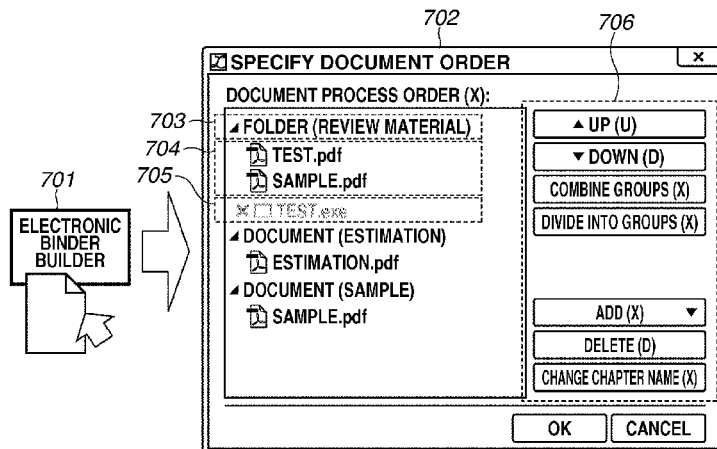 702
706
SPECIFY DOCUMENT ORDER
×
DOCUMENT PROCESS ORDER (X):
703
FOLDER (REVIEW MATERIAL)
704
TEST.pdf
SAMPLE.pdf
705
TEST.exe
DOCUMENT (ESTIMATION)
ESTIMATION.pdf
DOCUMENT (SAMPLE)
SAMPLE.pdf
701
ELECTRONIC
BINDER
BUILDER
▲ UP (U)
▼ DOWN (D)
COMBINE GROUPS (X)
DIVIDE INTO GROUPS (X)
ADD (X) ▼
DELETE (D)
CHANGE CHAPTER NAME (X)
OK
CANCEL